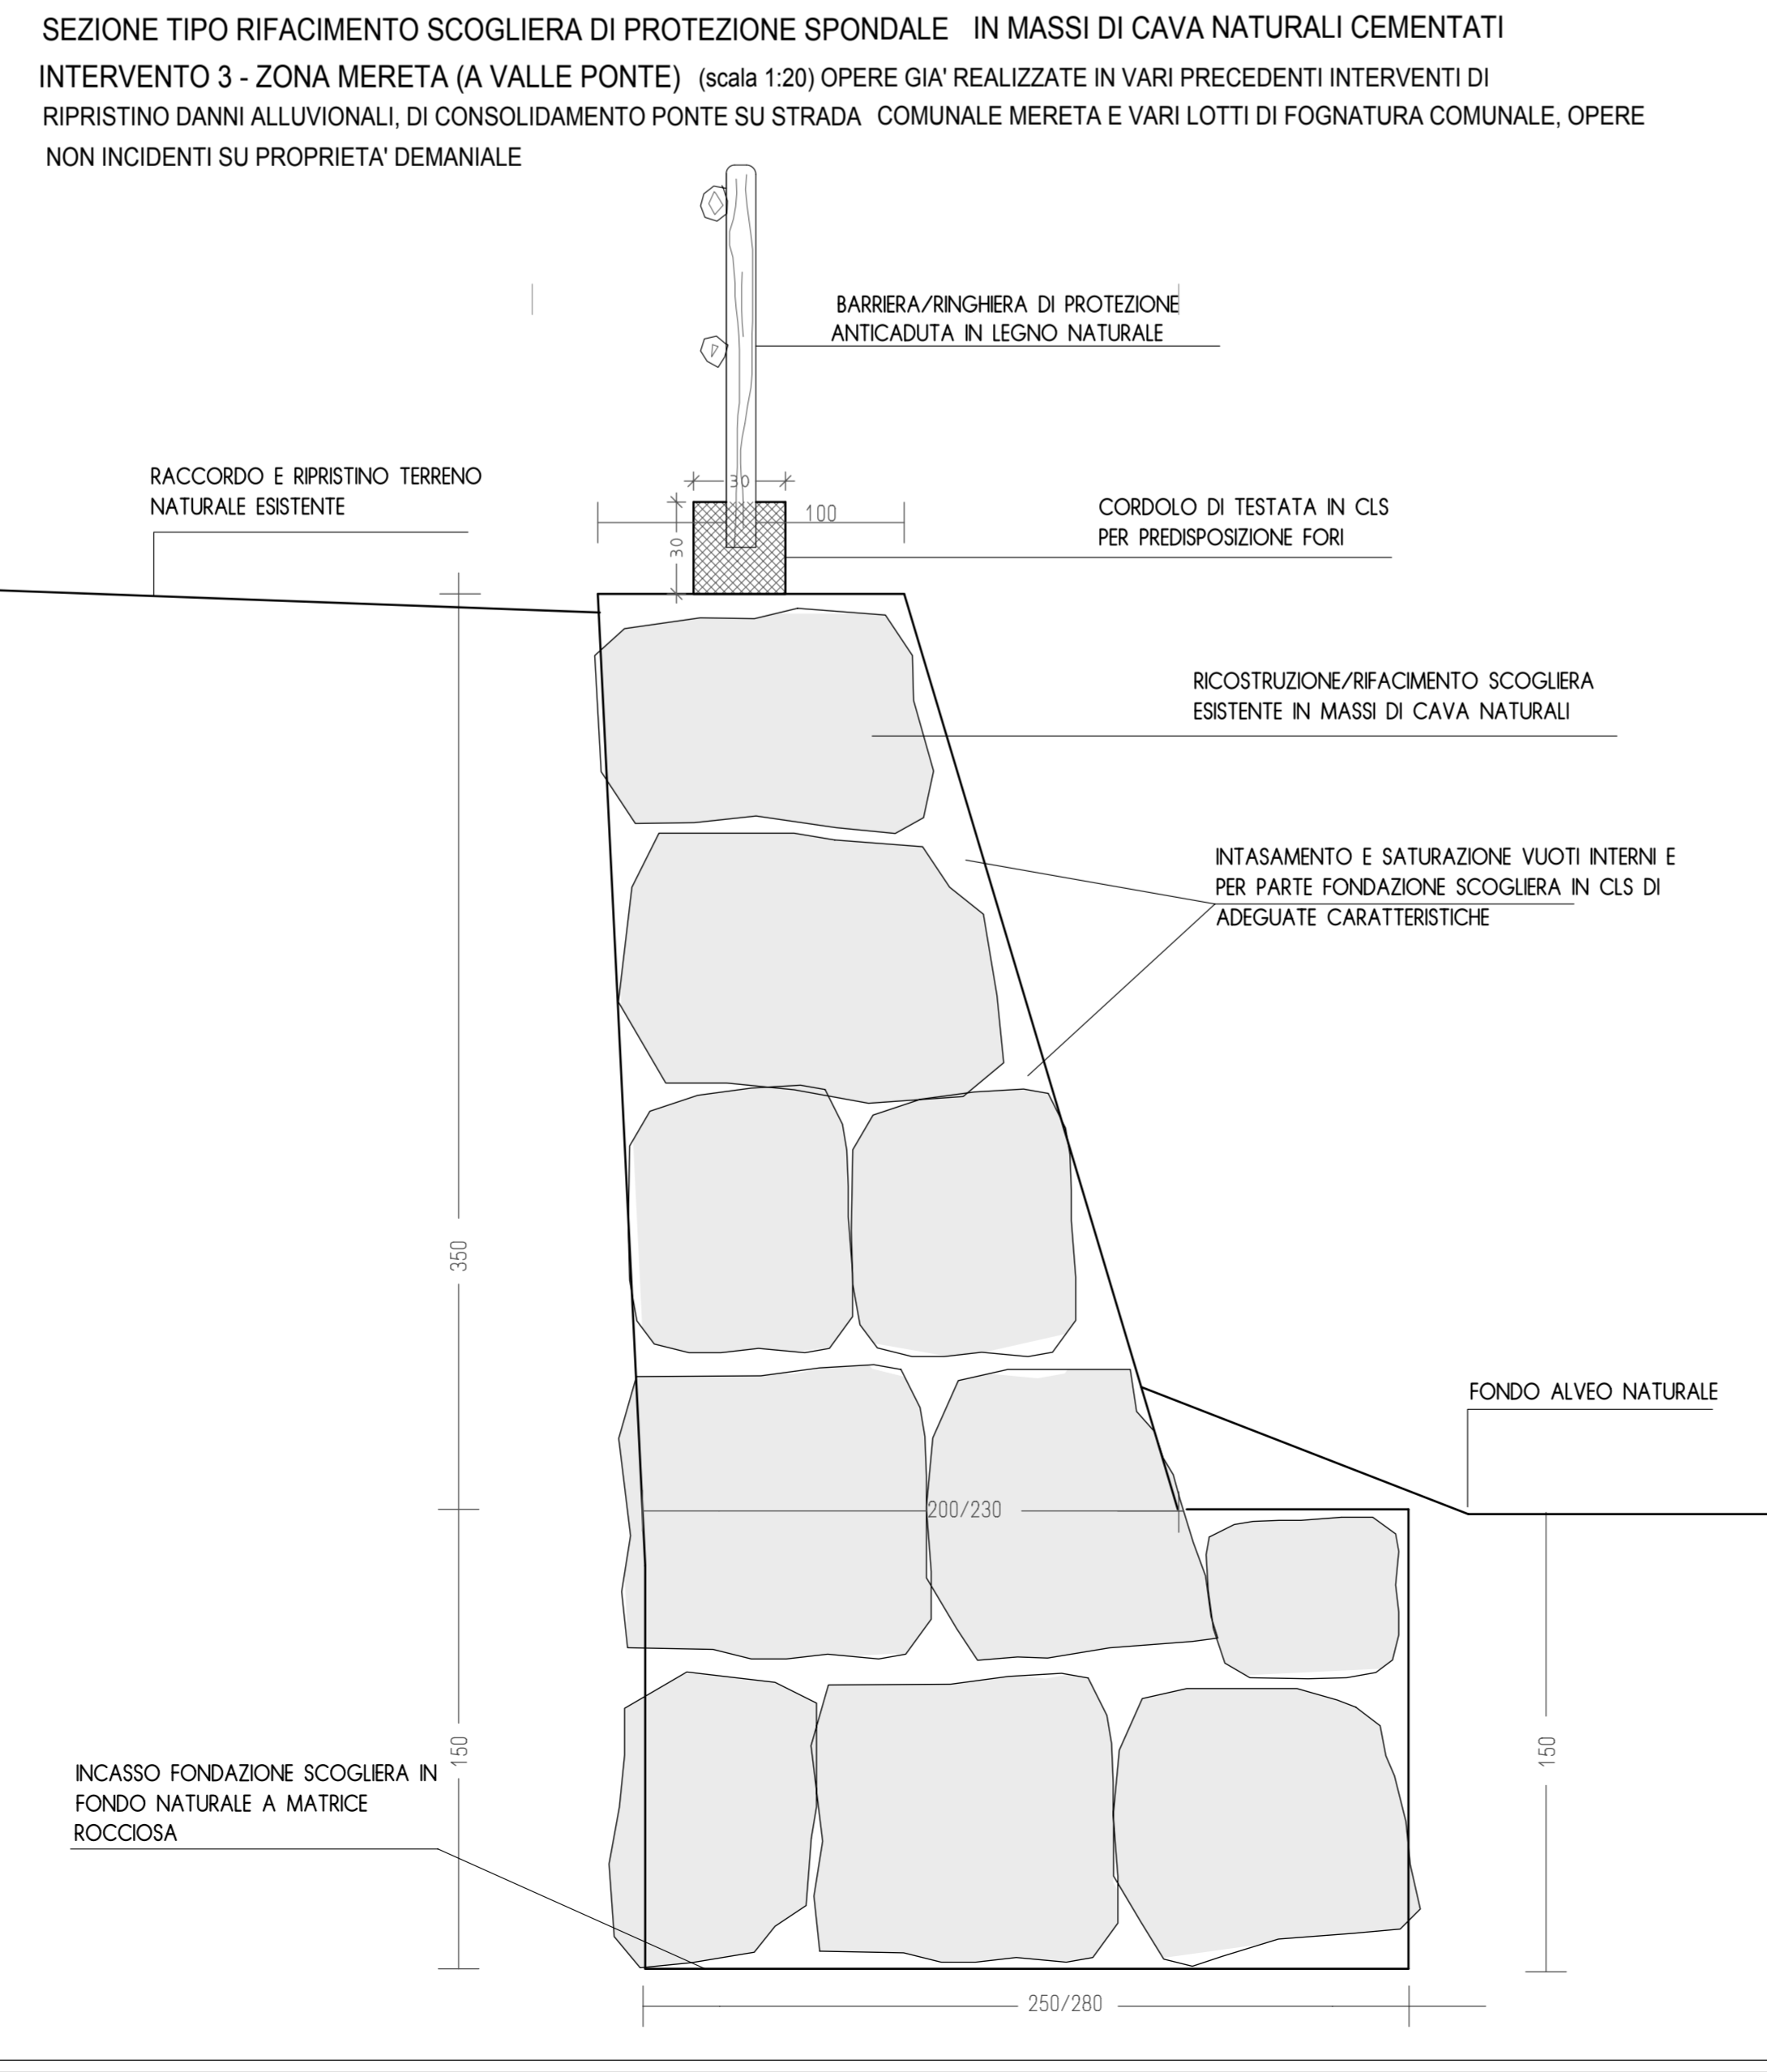 SEZIONE TIPO RIFACIMENTO SCOGLIERA DI PROTEZIONE SPONDALE IN MASSI DI CAVA NATURALI CEMENTATI
INTERVENTO 3 - ZONA MERETA (A VALLE PONTE) (scala 1:20) OPERE GIA' REALIZZATE IN VARI PRECEDENTI INTERVENTI DI
RIPRISTINO DANNI ALLUVIONALI, DI CONSOLIDAMENTO PONTE SU STRADA COMUNALE MERETA E VARI LOTTI DI FOGNATURA COMUNALE, OPERE
NON INCIDENTI SU PROPRIETA' DEMANIALE
BARRIERA/RINGHIERA DI PROTEZIONE
ANTICADUTA IN LEGNO NATURALE
RACCORDO E RIPRISTINO TERRENO
NATURALE ESISTENTE
30
100
30
CORDOLO DI TESTATA IN CLS
PER PREDISPOSIZIONE FORI
RICOSTRUZIONE/RIFACIMENTO SCOGLIERA
ESISTENTE IN MASSI DI CAVA NATURALI
INTASAMENTO E SATURAZIONE VUOTI INTERNI E
PER PARTE FONDAZIONE SCOGLIERA IN CLS DI
ADEGUATE CARATTERISTICHE
350
FONDO ALVEO NATURALE
200/230
150
150
INCASSO FONDAZIONE SCOGLIERA IN
FONDO NATURALE A MATRICE
ROCCIOSA
250/280